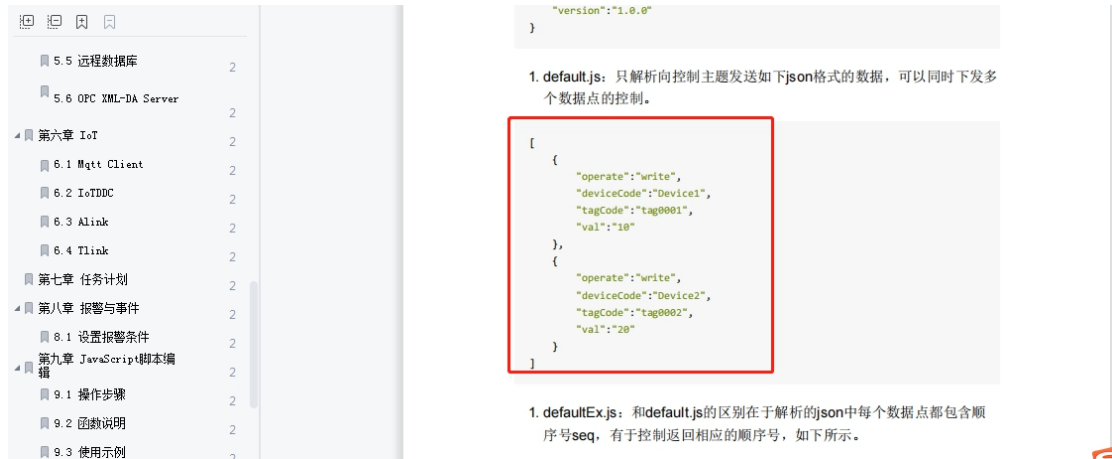 5.5 远程数据库
2
5.6 OPC XML-DA Server
2
第六章 IoT
2
6.1 Mqtt Client
2
6.2 IoTDDC
2
6.3 Alink
2
6.4 Tlink
2
第七章 任务计划
2
第八章 报警与事件
2
8.1 设置报警条件
2
第九章 JavaScript脚本编
辑
2
9.1 操作步骤
2
9.2 函数说明
2
9.3 使用示例
2
"version":"1.0.0"
}
1. default.js：只解析向控制主题发送如下json格式的数据，可以同时下发多
个数据点的控制。
[
{
"operate":"write",
"deviceCode":"Device1",
"tagCode":"tag0001",
"val":"10"
},
{
"operate":"write",
"deviceCode":"Device2",
"tagCode":"tag0002",
"val":"20"
}
]
1. defaultEx.js：和default.js的区别在于解析的json中每个数据点都包含顺
序号seq，有于控制返回相应的顺序号，如下所示。